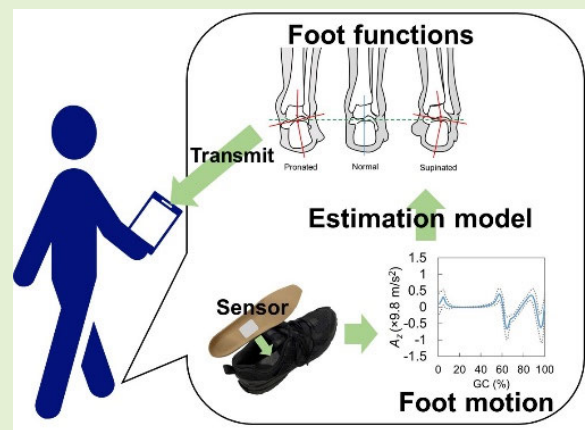 Foot functions
Transmit
Pronated
Normal
Supinated
Estimation model
Sensor
A_z (×9.8 m/s²)
1.5
1
0.5
0
-0.5
-1
-1.5
0 20 40 60 80 100
GC (%)
Foot motion